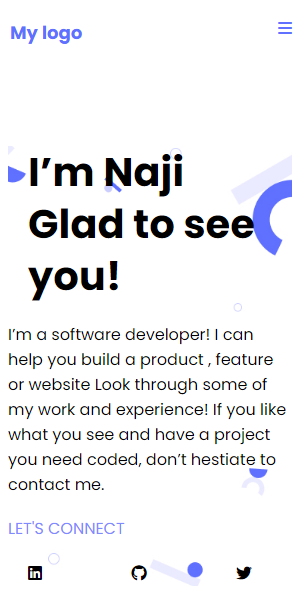 My logo
I’m Naji
Glad to see
you!
I’m a software developer! I can
help you build a product , feature
or website Look through some of
my work and experience! If you like
what you see and have a project
you need coded, don’t hestiate to
contact me.
LET'S CONNECT